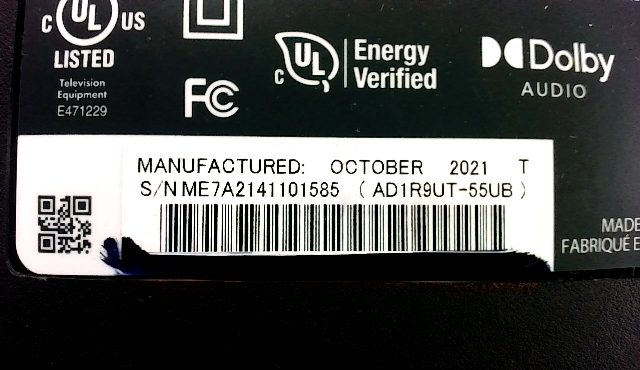 C UL US
LISTED
Television
Equipment
E471229
FC
C UL
Energy
Verified
Dolby
AUDIO
MANUFACTURED: OCTOBER 2021 T
S/N ME7A2141101585 ( AD1R9UT-55UB )
MADE
FABRIQUÉ E